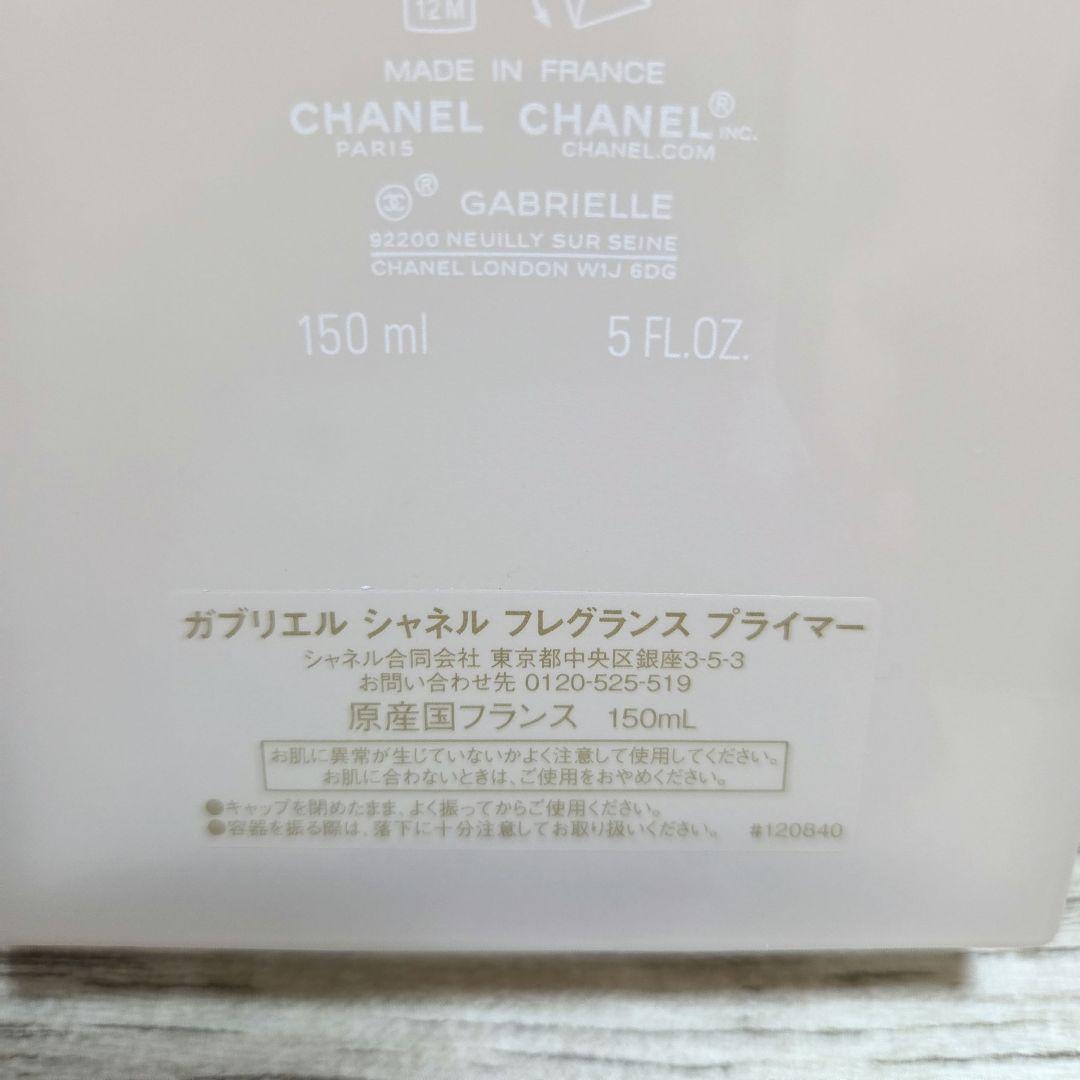 12M
MADE IN FRANCE
CHANEL CHANEL® INC.
PARIS CHANEL.COM
® GABRIELLE
92200 NEUILLY SUR SEINE
CHANEL LONDON W1J 6DG
150 ml 5 FL.OZ.
ガブリエル シャネル フレグランス プライマー
シャネル合同会社 東京都中央区銀座3-5-3
お問い合わせ先 0120-525-519
原産国フランス 150mL
お肌に異常が生じていないかよく注意して使用してください。
お肌に合わないときは、ご使用をおやめください。
●キャップを閉めたまま、よく振ってからご使用ください。
●容器を振る際は、落下に十分注意してお取り扱いください。 #120840